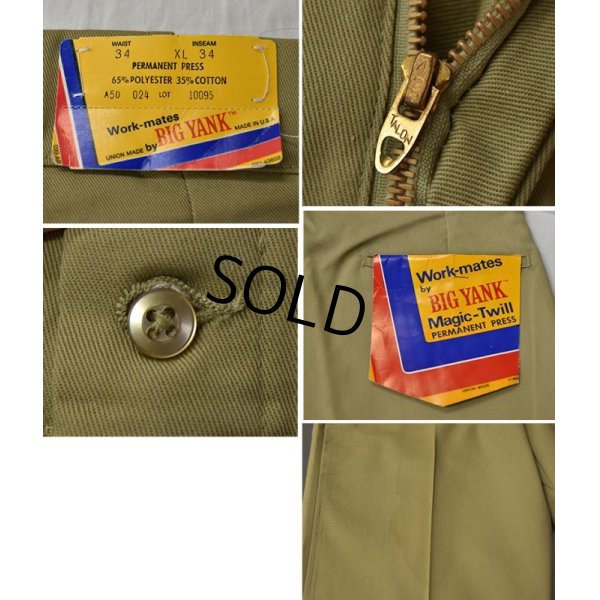 WAIST INSEAM
34 XL 34
PERMANENT PRESS
65% POLYESTER 35% COTTON
A50 024 LOT 10095
Work-mates
by BIG YANK™
UNION MADE MADE IN U.S.A.
TALON
SOLD
Work-mates
by
BIG YANK
Magic-Twill
PERMANENT PRESS
UNION MADE